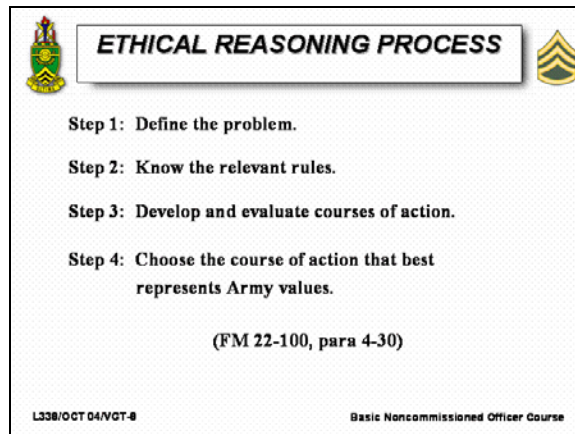 ETHICAL REASONING PROCESS
Step 1: Define the problem.
Step 2: Know the relevant rules.
Step 3: Develop and evaluate courses of action.
Step 4: Choose the course of action that best
represents Army values.
(FM 22-100, para 4-30)
L338/OCT 04/VGT-8
Basic Noncommissioned Officer Course